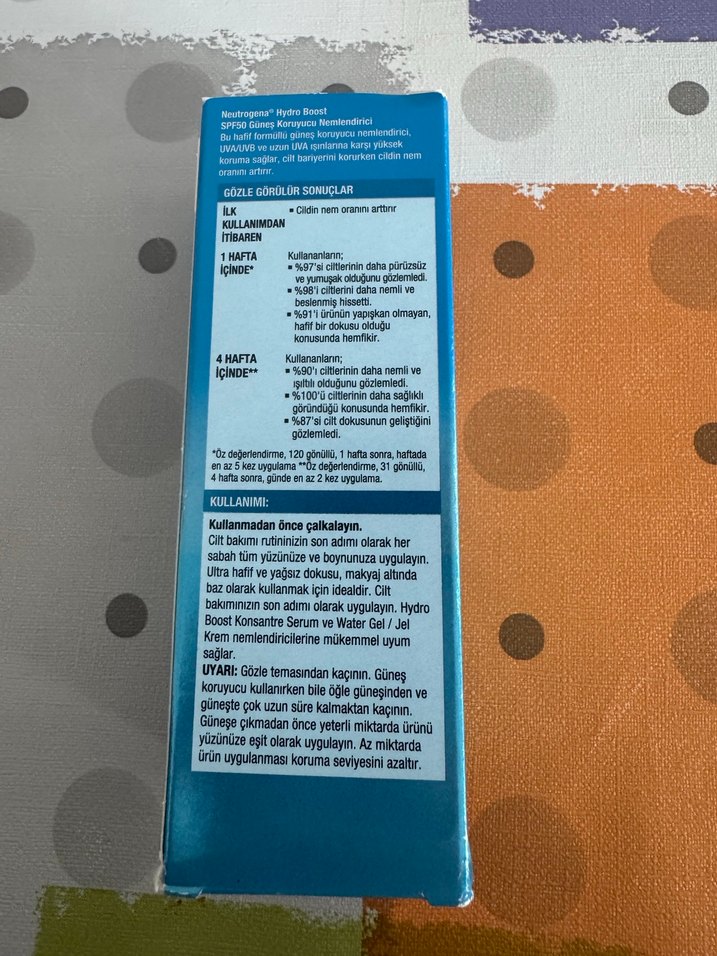 Neutrogena® Hydro Boost
SPF50 Güneş Koruyucu Nemlendirici
Bu hafif formüllü güneş koruyucu nemlendirici,
UVA/UVB ve uzun UVA ışınlarına karşı yüksek
koruma sağlar, cilt bariyerini korurken cildin nem
oranını artırır.
GÖZLE GÖRÜLÜR SONUÇLAR
İLK
KULLANIMDAN
İTİBAREN
▪ Cildin nem oranını arttırır
1 HAFTA
İÇİNDE*
Kullananların;
▪ %97'si ciltlerinin daha pürüzsüz
ve yumuşak olduğunu gözlemledi.
▪ %98'i ciltlerini daha nemli ve
beslenmiş hissetti.
▪ %91'i ürünün yapışkan olmayan,
hafif bir dokusu olduğu
konusunda hemfikir.
4 HAFTA
İÇİNDE**
Kullananların;
▪ %90'ı ciltlerinin daha nemli ve
ışıltılı olduğunu gözlemledi.
▪ %100'ü ciltlerinin daha sağlıklı
göründüğü konusunda hemfikir.
▪ %87'si cilt dokusunun geliştiğini
gözlemledi.
*Öz değerlendirme, 120 gönüllü, 1 hafta sonra, haftada
en az 5 kez uygulama **Öz değerlendirme, 31 gönüllü,
4 hafta sonra, günde en az 2 kez uygulama.
KULLANIMI:
Kullanmadan önce çalkalayın.
Cilt bakımı rutininizin son adımı olarak her
sabah tüm yüzünüze ve boynunuza uygulayın.
Ultra hafif ve yağsız dokusu, makyaj altında
baz olarak kullanmak için idealdir. Cilt
bakımınızın son adımı olarak uygulayın. Hydro
Boost Konsantre Serum ve Water Gel / Jel
Krem nemlendiricilerine mükemmel uyum
sağlar.
UYARI: Gözle temasından kaçının. Güneş
koruyucu kullanırken bile öğle güneşinden ve
güneşte çok uzun süre kalmaktan kaçının.
Güneşe çıkmadan önce yeterli miktarda ürünü
yüzünüze eşit olarak uygulayın. Az miktarda
ürün uygulanması koruma seviyesini azaltır.